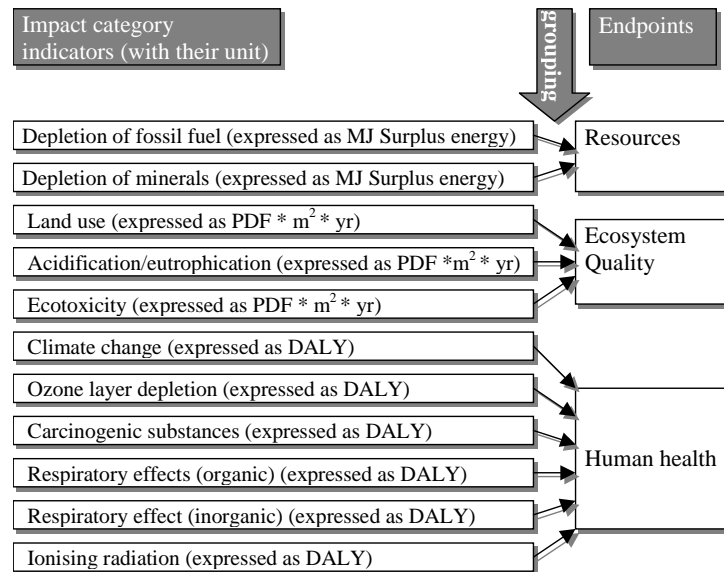 Impact category
indicators (with their unit)
grouping
Endpoints
Depletion of fossil fuel (expressed as MJ Surplus energy)
Depletion of minerals (expressed as MJ Surplus energy)
Resources
Land use (expressed as PDF * m² * yr)
Acidification/eutrophication (expressed as PDF *m² * yr)
Ecotoxicity (expressed as PDF * m² * yr)
Ecosystem
Quality
Climate change (expressed as DALY)
Ozone layer depletion (expressed as DALY)
Carcinogenic substances (expressed as DALY)
Respiratory effects (organic) (expressed as DALY)
Respiratory effect (inorganic) (expressed as DALY)
Ionising radiation (expressed as DALY)
Human health